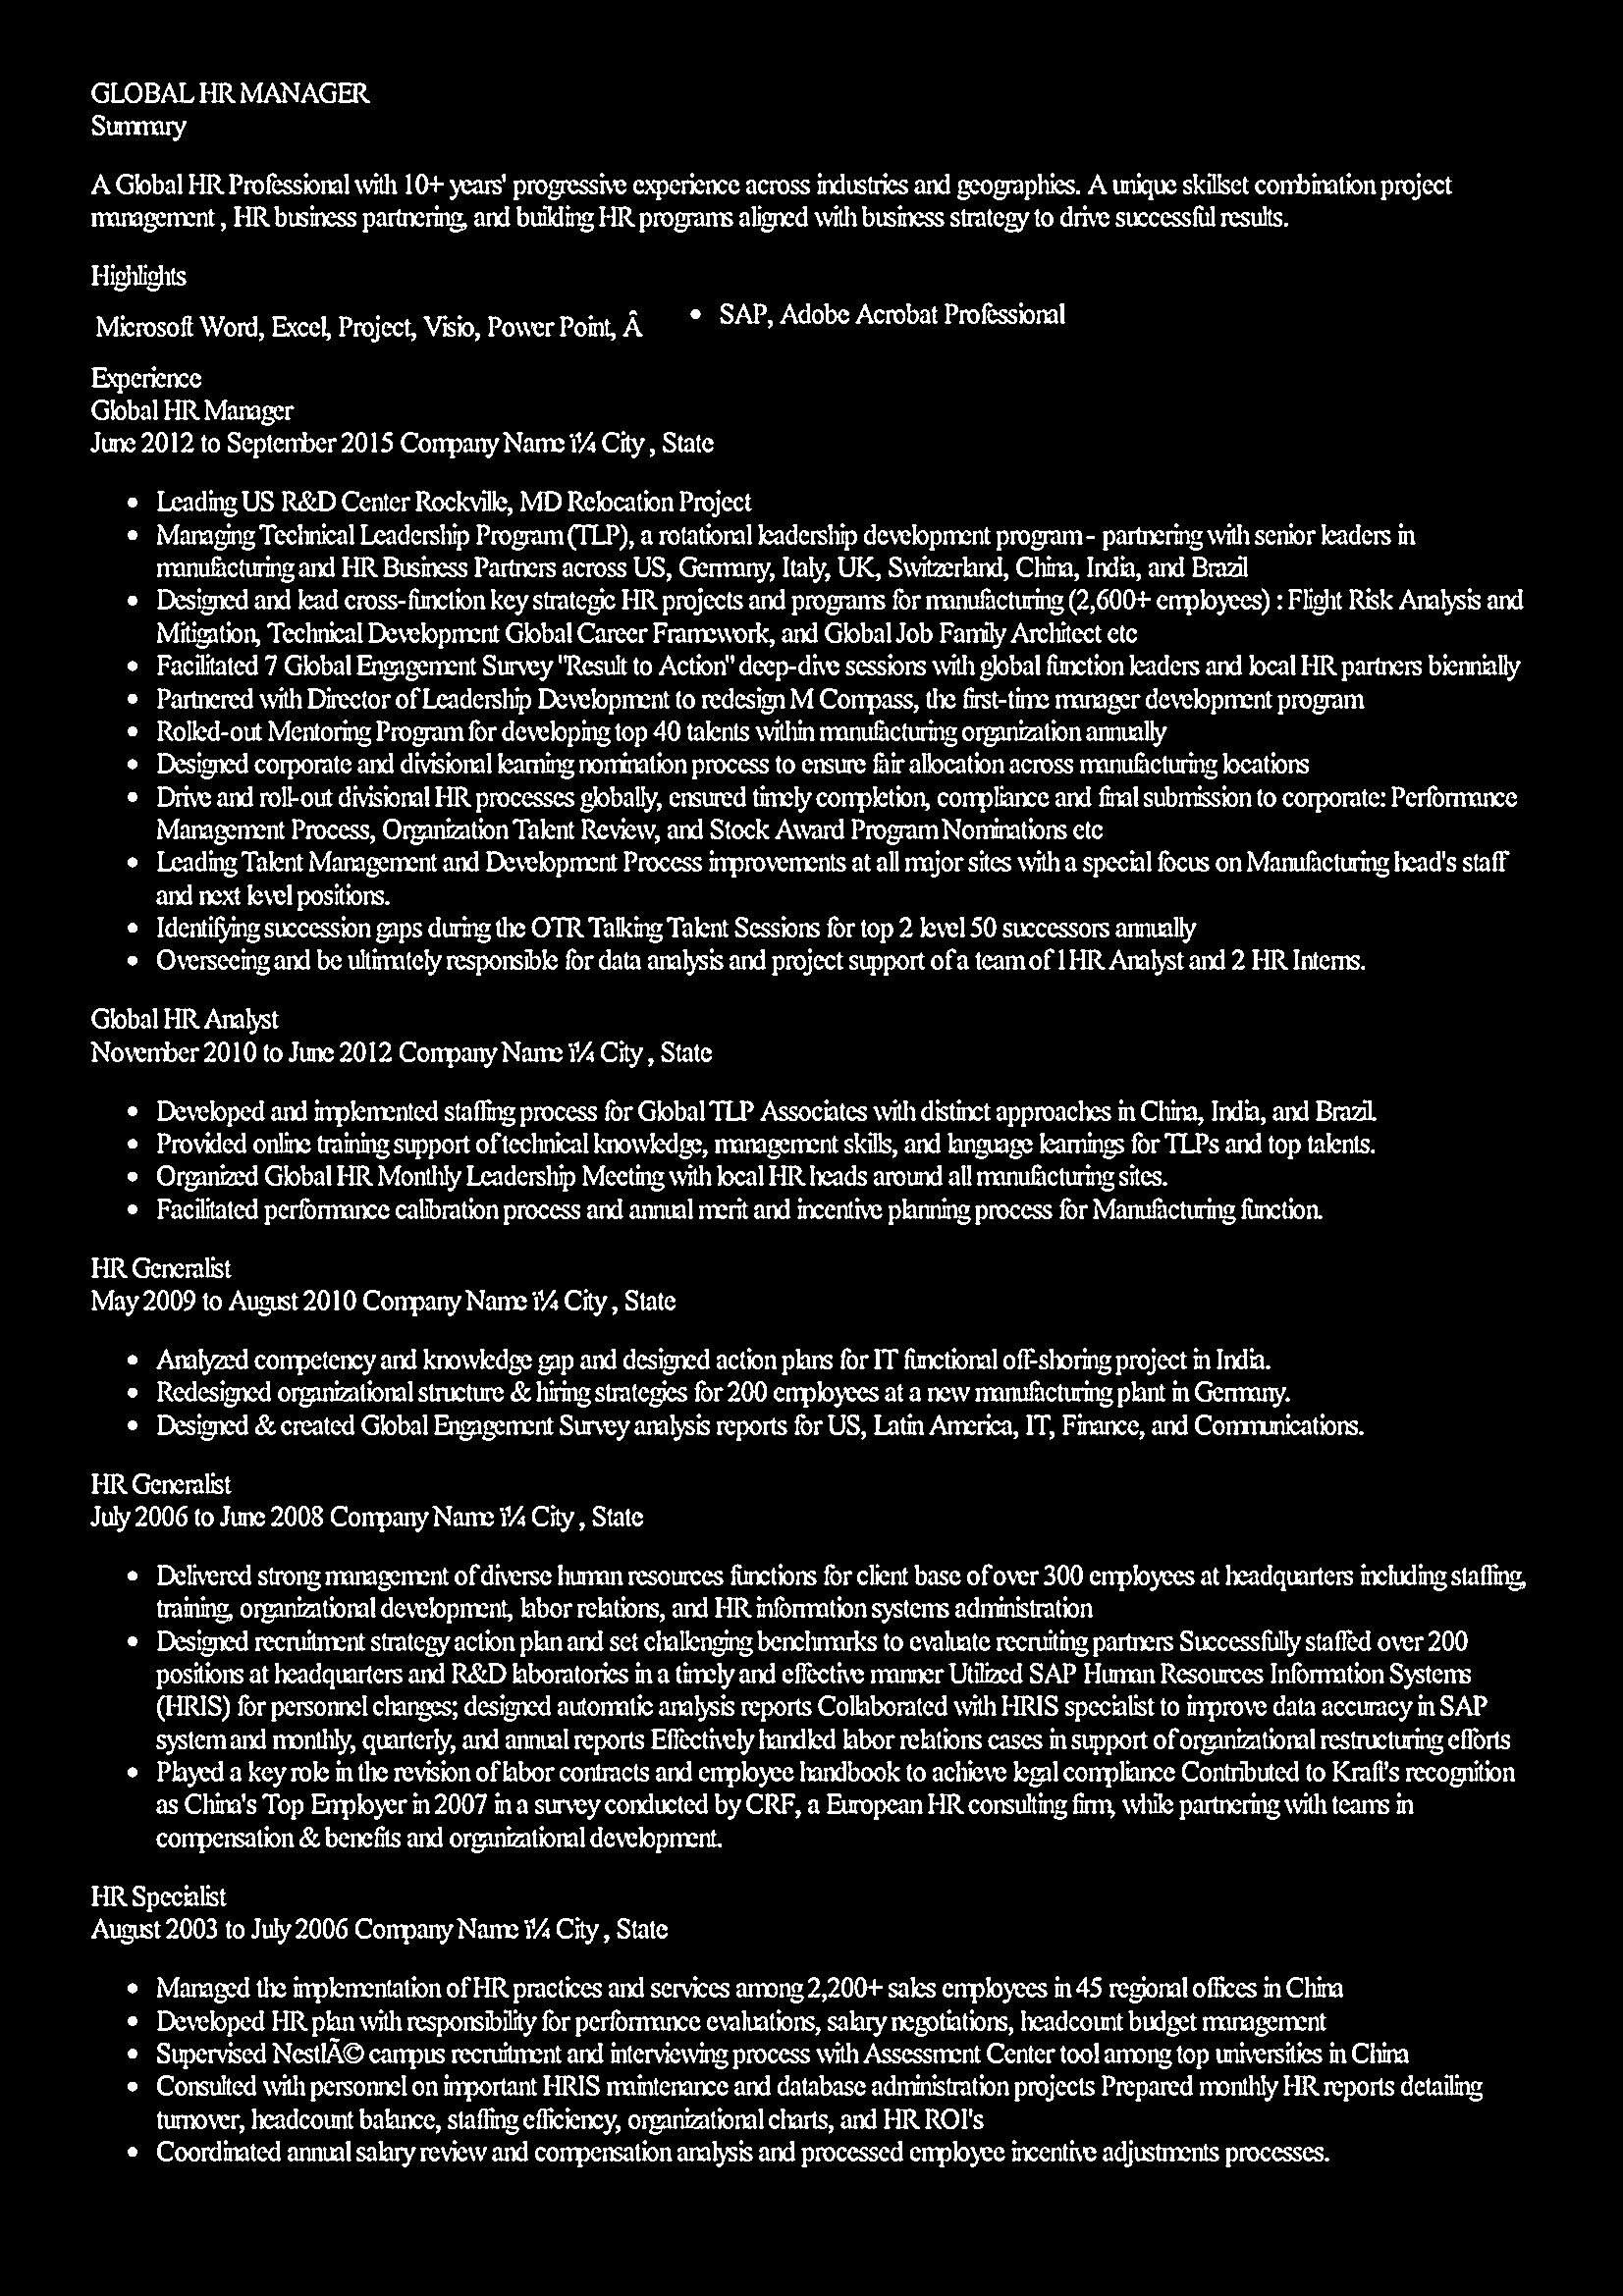 GLOBAL HR MANAGER
Summary
A Global HR Professional with 10+ years' progressive experience across industries and geographies. A unique skillset combination project
management , HR business partnering, and building HR programs aligned with business strategy to drive successful results.
Highlights
Microsoft Word, Excel, Project, Visio, Power Point, Â
• SAP, Adobe Acrobat Professional
Experience
Global HR Manager
June 2012 to September 2015 Company Name ï¼ City , State
• Leading US R&D Center Rockville, MD Relocation Project
• Managing Technical Leadership Program (TLP), a rotational leadership development program - partnering with senior leaders in
manufacturing and HR Business Partners across US, Germany, Italy, UK, Switzerland, China, India, and Brazil
• Designed and lead cross-function key strategic HR projects and programs for manufacturing (2,600+ employees) : Flight Risk Analysis and
Mitigation, Technical Development Global Career Framework, and Global Job Family Architect etc
• Facilitated 7 Global Engagement Survey "Result to Action" deep-dive sessions with global function leaders and local HR partners biennially
• Partnered with Director of Leadership Development to redesign M Compass, the first-time manager development program
• Rolled-out Mentoring Program for developing top 40 talents within manufacturing organization annually
• Designed corporate and divisional learning nomination process to ensure fair allocation across manufacturing locations
• Drive and roll-out divisional HR processes globally, ensured timely completion, compliance and final submission to corporate: Performance
Management Process, Organization Talent Review, and Stock Award Program Nominations etc
• Leading Talent Management and Development Process improvements at all major sites with a special focus on Manufacturing head's staff
and next level positions.
• Identifying succession gaps during the OTR Talking Talent Sessions for top 2 level 50 successors annually
• Overseeing and be ultimately responsible for data analysis and project support of a team of 1HR Analyst and 2 HR Interns.
Global HR Analyst
November 2010 to June 2012 Company Name ï¼ City , State
• Developed and implemented staffing process for Global TLP Associates with distinct approaches in China, India, and Brazil.
• Provided online training support of technical knowledge, management skills, and language learnings for TLPs and top talents.
• Organized Global HR Monthly Leadership Meeting with local HR heads around all manufacturing sites.
• Facilitated performance calibration process and annual merit and incentive planning process for Manufacturing function.
HR Generalist
May 2009 to August 2010 Company Name ï¼ City , State
• Analyzed competency and knowledge gap and designed action plans for IT functional off-shoring project in India.
• Redesigned organizational structure & hiring strategies for 200 employees at a new manufacturing plant in Germany.
• Designed & created Global Engagement Survey analysis reports for US, Latin America, IT, Finance, and Communications.
HR Generalist
July 2006 to June 2008 Company Name ï¼ City , State
• Delivered strong management of diverse human resources functions for client base of over 300 employees at headquarters including staffing,
training, organizational development, labor relations, and HR information systems administration
• Designed recruitment strategy action plan and set challenging benchmarks to evaluate recruiting partners Successfully staffed over 200
positions at headquarters and R&D laboratories in a timely and effective manner Utilized SAP Human Resources Information Systems
(HRIS) for personnel changes; designed automatic analysis reports Collaborated with HRIS specialist to improve data accuracy in SAP
system and monthly, quarterly, and annual reports Effectively handled labor relations cases in support of organizational restructuring efforts
• Played a key role in the revision of labor contracts and employee handbook to achieve legal compliance Contributed to Kraft's recognition
as China's Top Employer in 2007 in a survey conducted by CRF, a European HR consulting firm, while partnering with teams in
compensation & benefits and organizational development.
HR Specialist
August 2003 to July 2006 Company Name ï¼ City , State
• Managed the implementation of HR practices and services among 2,200+ sales employees in 45 regional offices in China
• Developed HR plan with responsibility for performance evaluations, salary negotiations, headcount budget management
• Supervised NestlÃ© campus recruitment and interviewing process with Assessment Center tool among top universities in China
• Consulted with personnel on important HRIS maintenance and database administration projects Prepared monthly HR reports detailing
turnover, headcount balance, staffing efficiency, organizational charts, and HR ROI's
• Coordinated annual salary review and compensation analysis and processed employee incentive adjustments processes.